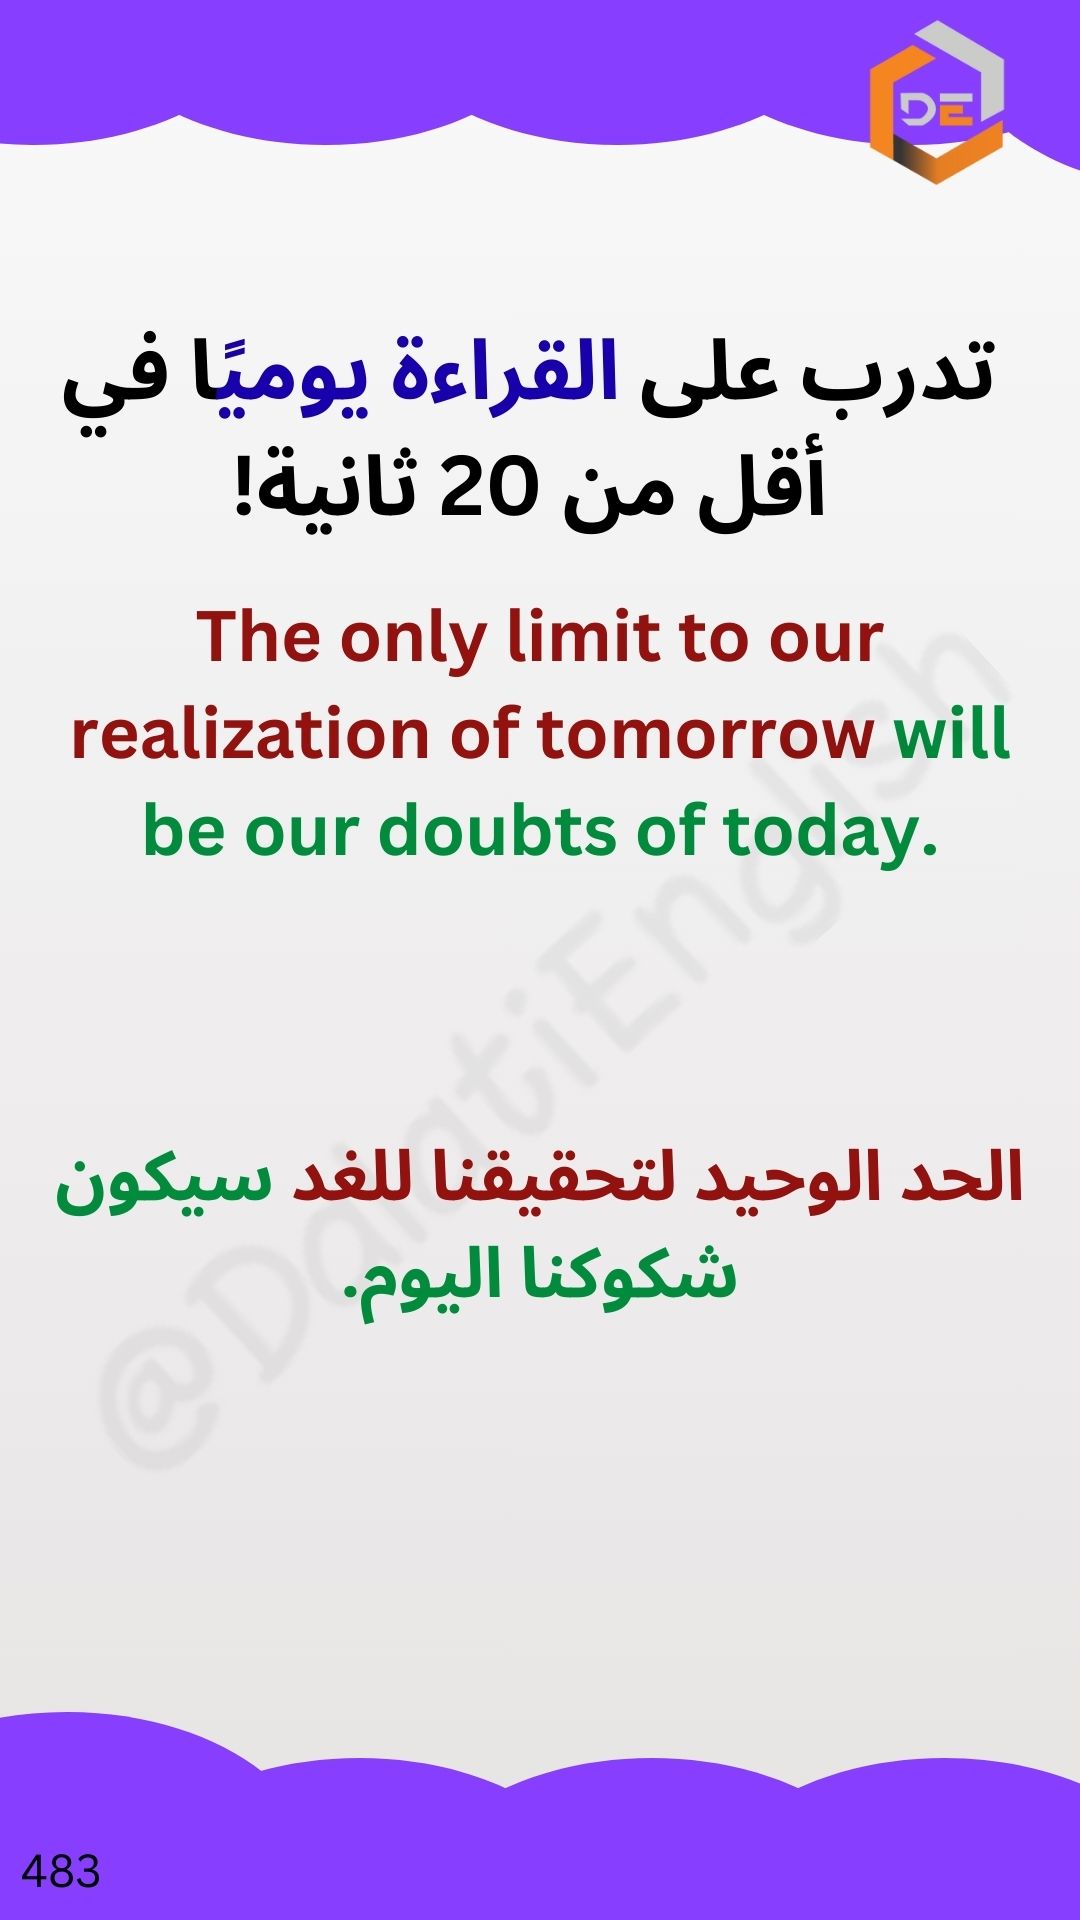 DE
تدرب على القراءة يوميًا في
أقل من 20 ثانية!
The only limit to our
realization of tomorrow will
be our doubts of today.
الحد الوحيد لتحقيقنا للغد سيكون
شكوكنا اليوم.
@DalatiEnglish
483